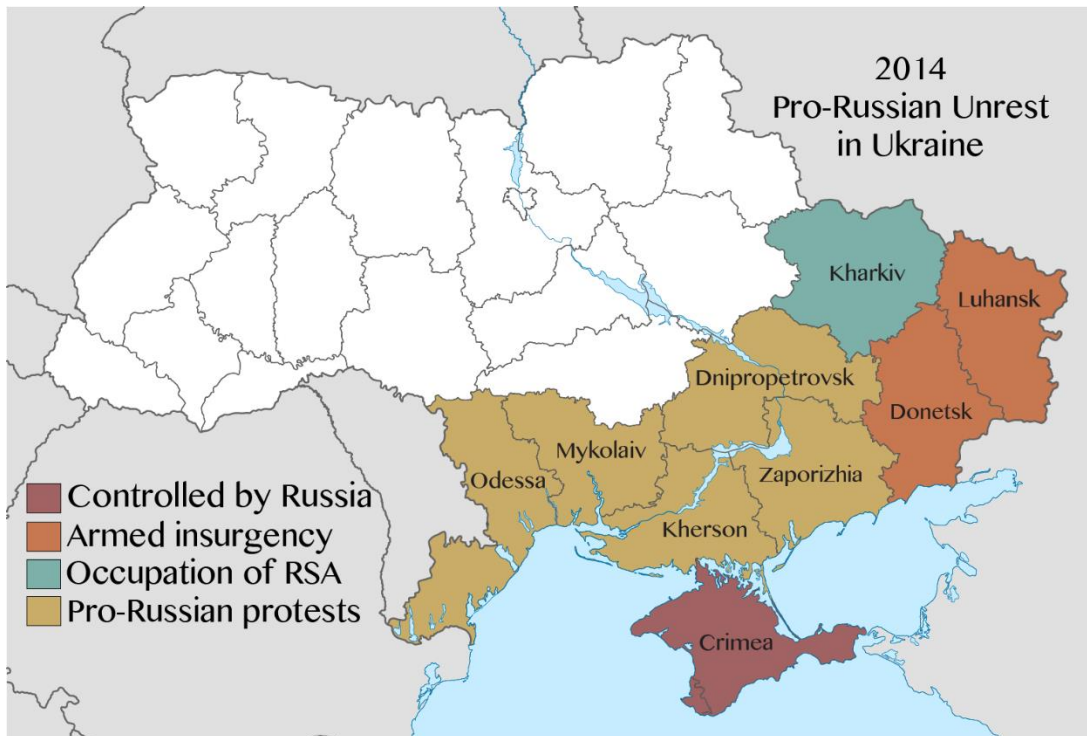 2014
Pro-Russian Unrest
in Ukraine
Kharkiv
Luhansk
Dnipropetrovsk
Donetsk
Mykolaiv
Odessa
Zaporizhia
Kherson
Crimea
Controlled by Russia
Armed insurgency
Occupation of RSA
Pro-Russian protests